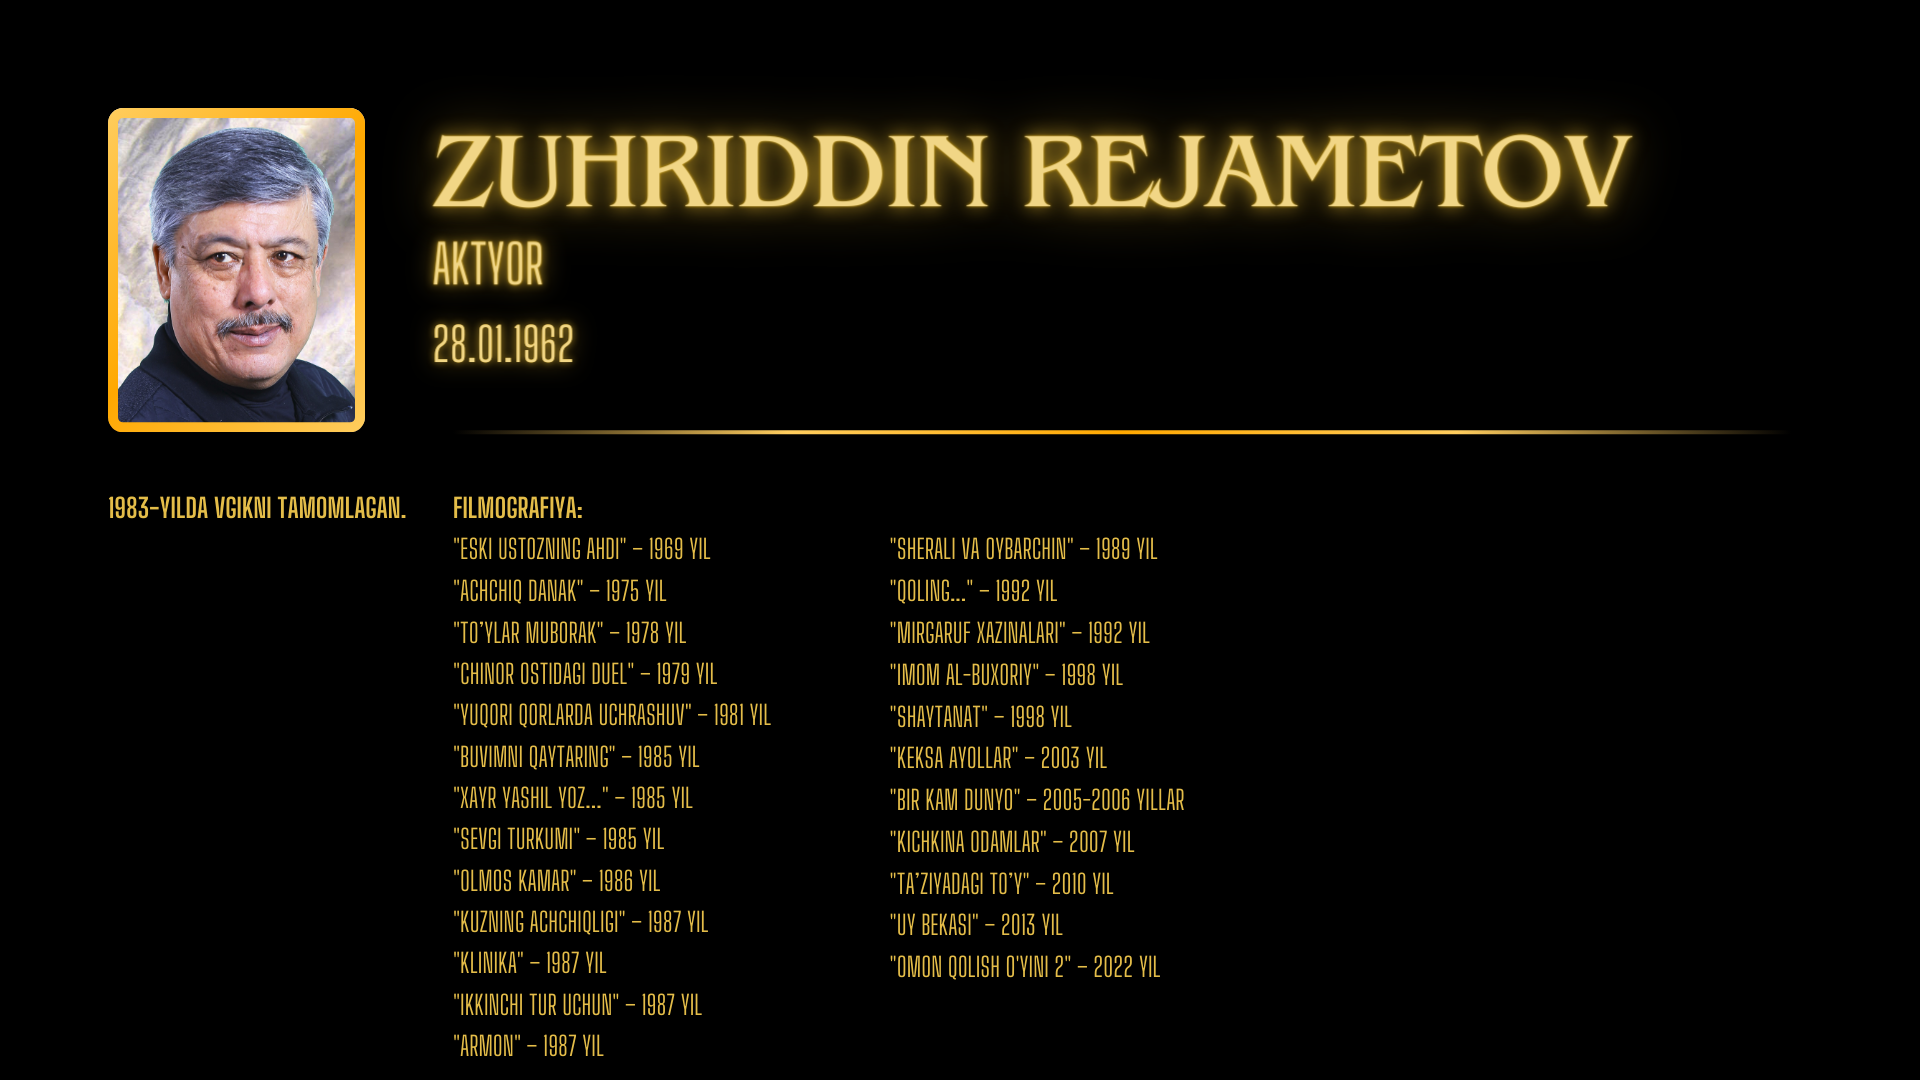 ZUHRIDDIN REJAMETOV
AKTYOR
28.01.1962
1983-YILDA VGIKNI TAMOMLAGAN.
FILMOGRAFIYA:
"ESKI USTOZNING AHDI" – 1969 YIL
"ACHCHIQ DANAK" – 1975 YIL
"TO’YLAR MUBORAK" – 1978 YIL
"CHINOR OSTIDAGI DUEL" – 1979 YIL
"YUQORI QORLARDA UCHRASHUV" – 1981 YIL
"BUVIMNI QAYTARING" – 1985 YIL
"XAYR YASHIL YOZ..." – 1985 YIL
"SEVGI TURKUMI" – 1985 YIL
"OLMOS KAMAR" – 1986 YIL
"KUZNING ACHCHIQLIGI" – 1987 YIL
"KLINIKA" – 1987 YIL
"IKKINCHI TUR UCHUN" – 1987 YIL
"ARMON" – 1987 YIL
"SHERALI VA OYBARCHIN" – 1989 YIL
"QOLING..." – 1992 YIL
"MIRGARUF XAZINALARI" – 1992 YIL
"IMOM AL-BUXORIY" – 1998 YIL
"SHAYTANAT" – 1998 YIL
"KEKSA AYOLLAR" – 2003 YIL
"BIR KAM DUNYO" – 2005-2006 YILLAR
"KICHKINA ODAMLAR" – 2007 YIL
"TA’ZIYADAGI TO’Y" – 2010 YIL
"UY BEKASI" – 2013 YIL
"OMON QOLISH O'YINI 2" – 2022 YIL